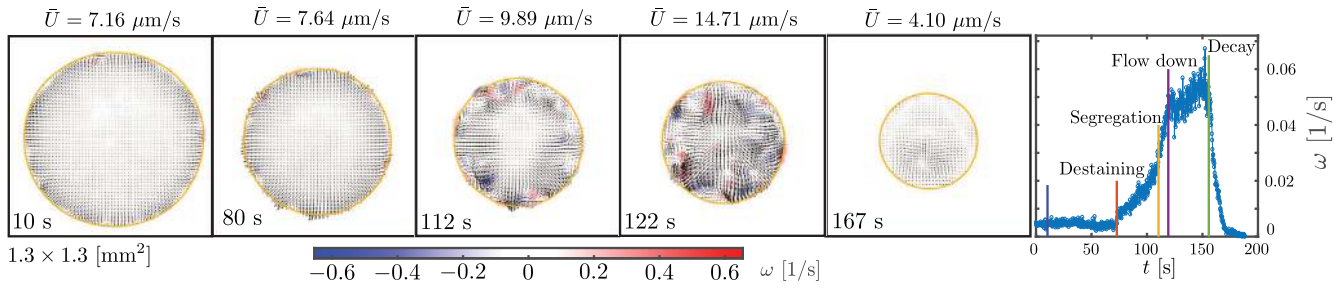 Ū = 7.16 μm/s
Ū = 7.64 μm/s
Ū = 9.89 μm/s
Ū = 14.71 μm/s
Ū = 4.10 μm/s
10 s
80 s
112 s
122 s
167 s
1.3 × 1.3 [mm²]
−0.6 −0.4 −0.2 0 0.2 0.4 0.6 ω [1/s]
Decay
Flow down
Segregation
Destaining
0.06
0.04
0.02
0
ω [1/s]
0 50 100 150 200
t [s]